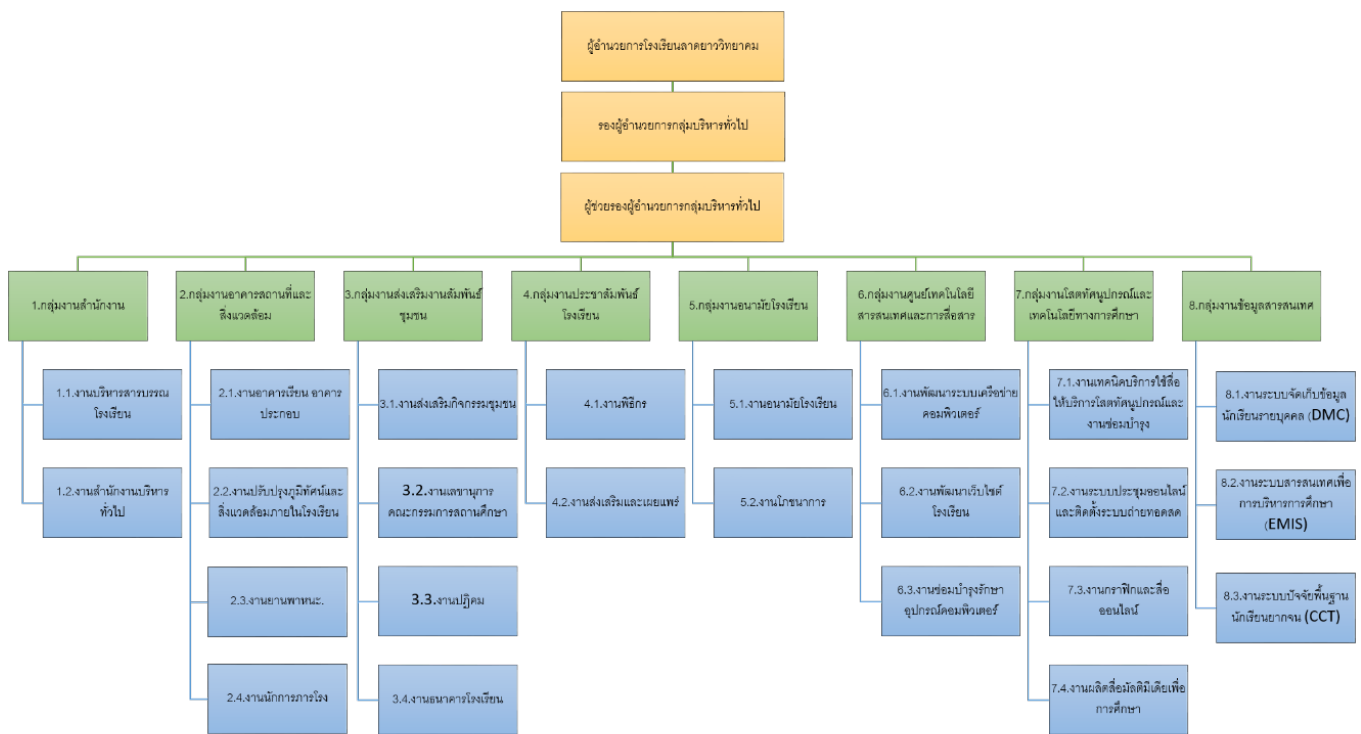 ผู้อำนวยการโรงเรียนลาดยาววิทยาคม
รองผู้อำนวยการกลุ่มบริหารทั่วไป
ผู้ช่วยรองผู้อำนวยการกลุ่มบริหารทั่วไป
1.กลุ่มงานสำนักงาน
2.กลุ่มงานอาคารสถานที่และ
สิ่งแวดล้อม
3.กลุ่มงานส่งเสริมงานสัมพันธ์
ชุมชน
4.กลุ่มงานประชาสัมพันธ์
โรงเรียน
5.กลุ่มงานอนามัยโรงเรียน
6.กลุ่มงานศูนย์เทคโนโลยี
สารสนเทศและการสื่อสาร
7.กลุ่มงานโสตทัศนูปกรณ์และ
เทคโนโลยีทางการศึกษา
8.กลุ่มงานข้อมูลสารสนเทศ
1.1.งานบริหารสารบรรณ
โรงเรียน
1.2.งานสำนักงานบริหาร
ทั่วไป
2.1.งานอาคารเรียน อาคาร
ประกอบ
2.2.งานปรับปรุงภูมิทัศน์และ
สิ่งแวดล้อมภายในโรงเรียน
2.3.งานยานพาหนะ.
2.4.งานนักการภารโรง
3.1.งานส่งเสริมกิจกรรมชุมชน
3.2.งานเลขานุการ
คณะกรรมการสถานศึกษา
3.3.งานปฏิคม
3.4.งานธนาคารโรงเรียน
4.1.งานพิธีกร
4.2.งานส่งเสริมและเผยแพร่
5.1.งานอนามัยโรงเรียน
5.2.งานโภชนาการ
6.1.งานพัฒนาระบบเครือข่าย
คอมพิวเตอร์
6.2.งานพัฒนาเว็บไซต์
โรงเรียน
6.3.งานซ่อมบำรุงรักษา
อุปกรณ์คอมพิวเตอร์
7.1.งานเทคนิคบริการใช้สื่อ
ให้บริการโสตทัศนูปกรณ์และ
งานซ่อมบำรุง
7.2.งานระบบประชุมออนไลน์
และติดตั้งระบบถ่ายทอดสด
7.3.งานกราฟิกและสื่อ
ออนไลน์
7.4.งานผลิตสื่อมัลติมีเดียเพื่อ
การศึกษา
8.1.งานระบบจัดเก็บข้อมูล
นักเรียนรายบุคคล (DMC)
8.2.งานระบบสารสนเทศเพื่อ
การบริหารการศึกษา
(EMIS)
8.3.งานระบบปัจจัยพื้นฐาน
นักเรียนยากจน (CCT)